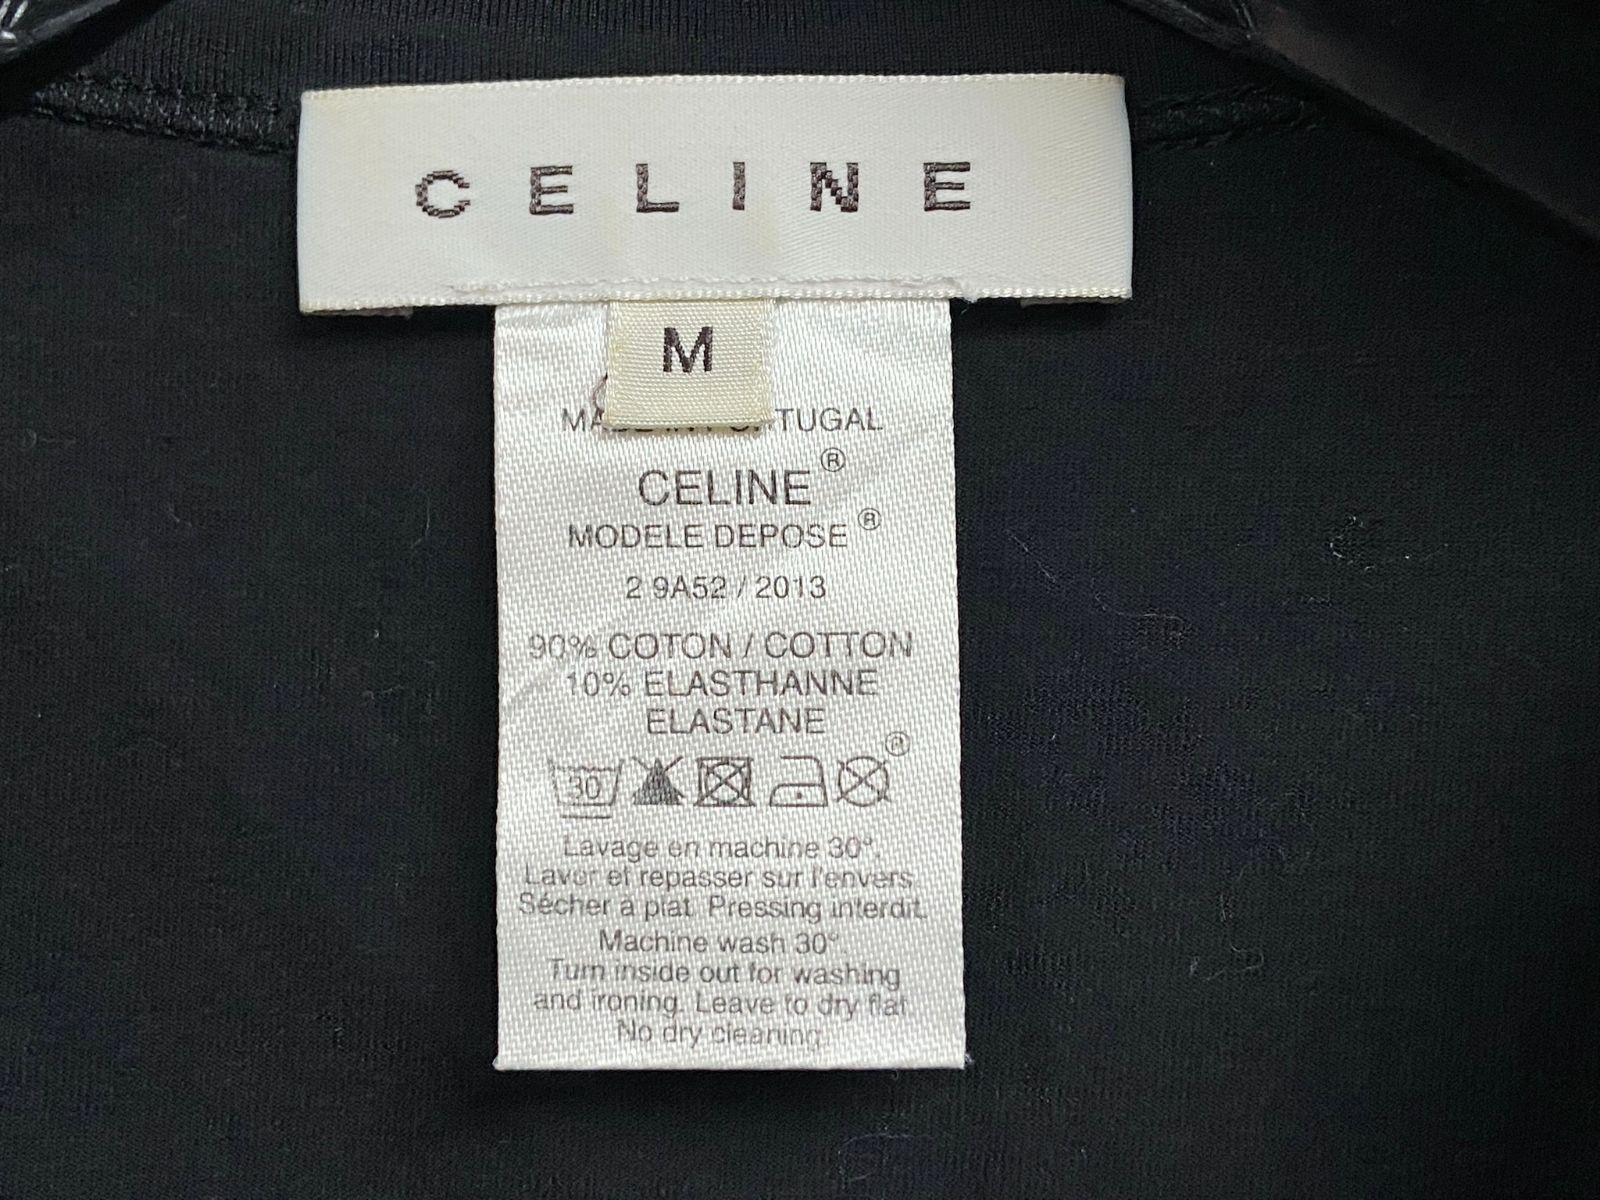 CELINE
M
MADE IN PORTUGAL
CELINE®
MODELE DEPOSE®
2 9A52 / 2013
90% COTON / COTTON
10% ELASTHANNE
ELASTANE
®
30
Lavage en machine 30°.
Laver et repasser sur l'envers.
Sécher à plat. Pressing interdit.
Machine wash 30°.
Turn inside out for washing
and ironing. Leave to dry flat.
No dry cleaning.